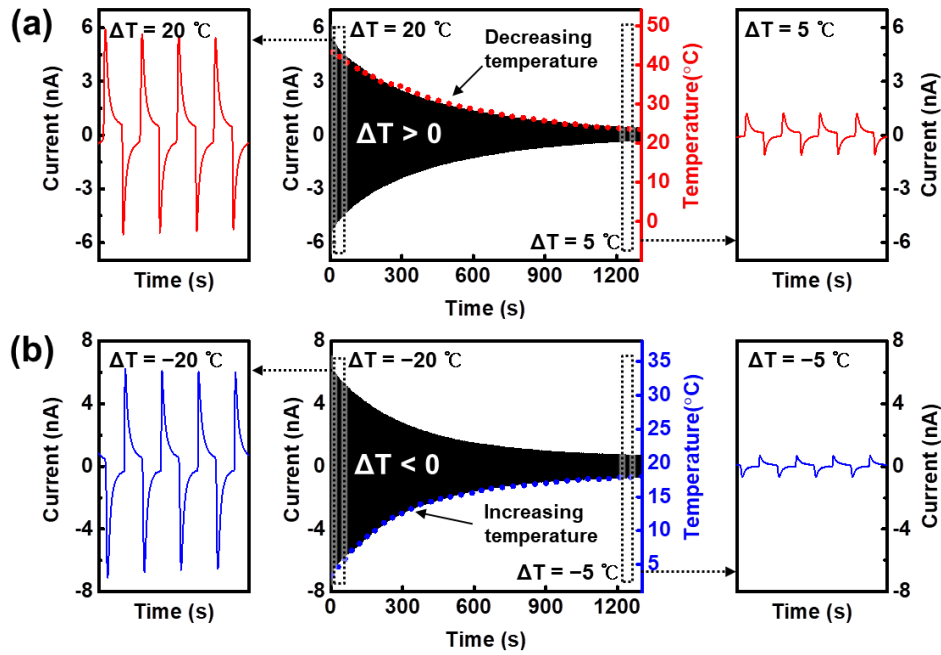 (a)
ΔT = 20 ℃
6
3
0
-3
-6
Current (nA)
Time (s)
ΔT = 20 ℃
Decreasing
temperature
ΔT > 0
ΔT = 5 ℃
6
3
0
-3
-6
Current (nA)
0 300 600 900 1200
Time (s)
50
40
30
20
10
0
Temperature(°C)
ΔT = 5 ℃
6
3
0
-3
-6
Current (nA)
Time (s)
(b)
ΔT = −20 ℃
8
4
0
-4
-8
Current (nA)
Time (s)
ΔT = −20 ℃
ΔT < 0
Increasing
temperature
ΔT = −5 ℃
8
4
0
-4
-8
Current (nA)
0 300 600 900 1200
Time (s)
35
30
25
20
15
10
5
Temperature(°C)
ΔT = −5 ℃
8
4
0
-4
-8
Current (nA)
Time (s)